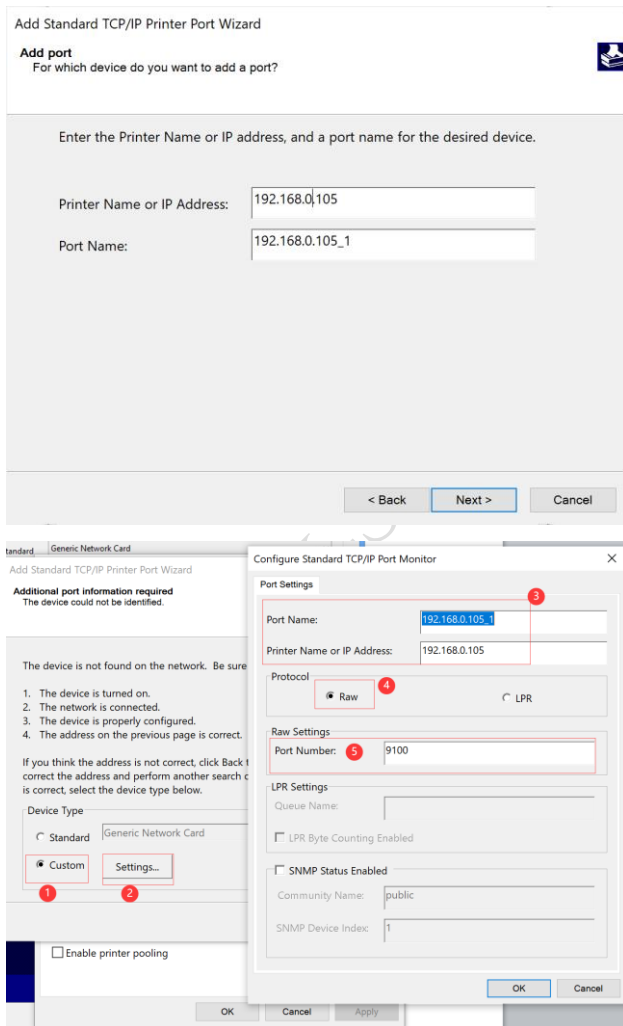 Add Standard TCP/IP Printer Port Wizard
Add port
For which device do you want to add a port?
Enter the Printer Name or IP address, and a port name for the desired device.
Printer Name or IP Address: 192.168.0.105
Port Name: 192.168.0.105_1
< Back Next > Cancel
tandard Generic Network Card
Add Standard TCP/IP Printer Port Wizard
Additional port information required
The device could not be identified.
The device is not found on the network. Be sure
1. The device is turned on.
2. The network is connected.
3. The device is properly configured.
4. The address on the previous page is correct.
If you think the address is not correct, click Back
correct the address and perform another search
is correct, select the device type below.
Device Type
Standard Generic Network Card
Custom Settings...
1 2
Enable printer pooling
OK Cancel Apply
Configure Standard TCP/IP Port Monitor
Port Settings
3
Port Name: 192.168.0.105_1
Printer Name or IP Address: 192.168.0.105
Protocol
Raw 4 LPR
Raw Settings
Port Number: 5 9100
LPR Settings
Queue Name:
LPR Byte Counting Enabled
SNMP Status Enabled
Community Name: public
SNMP Device Index: 1
OK Cancel